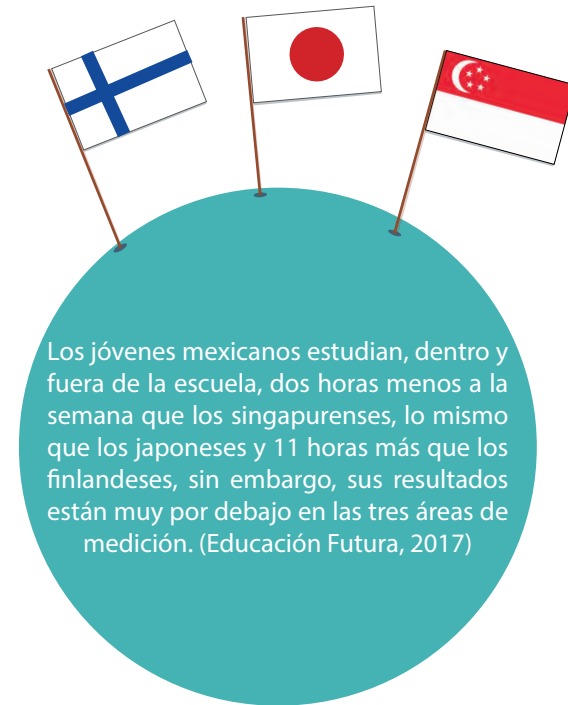 Los jóvenes mexicanos estudian, dentro y
fuera de la escuela, dos horas menos a la
semana que los singapurenses, lo mismo
que los japoneses y 11 horas más que los
finlandeses, sin embargo, sus resultados
están muy por debajo en las tres áreas de
medición. (Educación Futura, 2017)